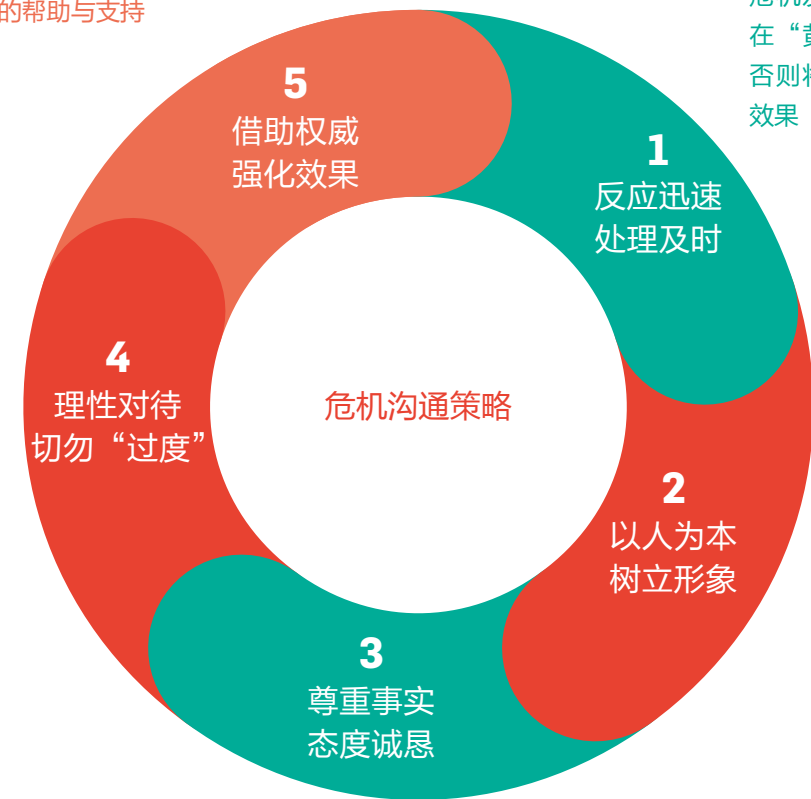 的帮助与支持
在“黄
否则将
效果
5
借助权威
强化效果
1
反应迅速
处理及时
4
理性对待
切勿“过度”
危机沟通策略
2
以人为本
树立形象
3
尊重事实
态度诚恳